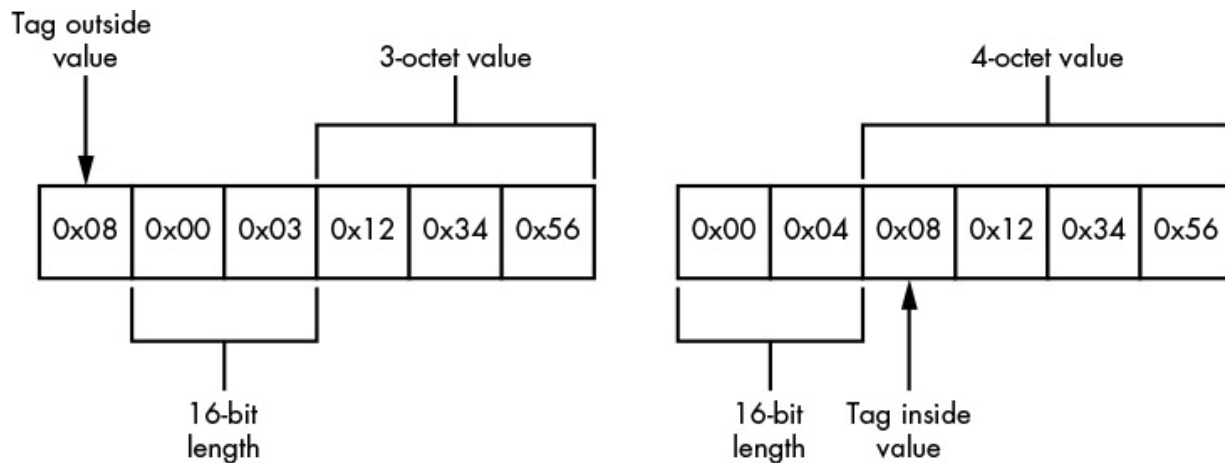 Tag outside
value
3-octet value
4-octet value
0x08 0x00 0x03 0x12 0x34 0x56
0x00 0x04 0x08 0x12 0x34 0x56
16-bit
length
16-bit
length
Tag inside
value